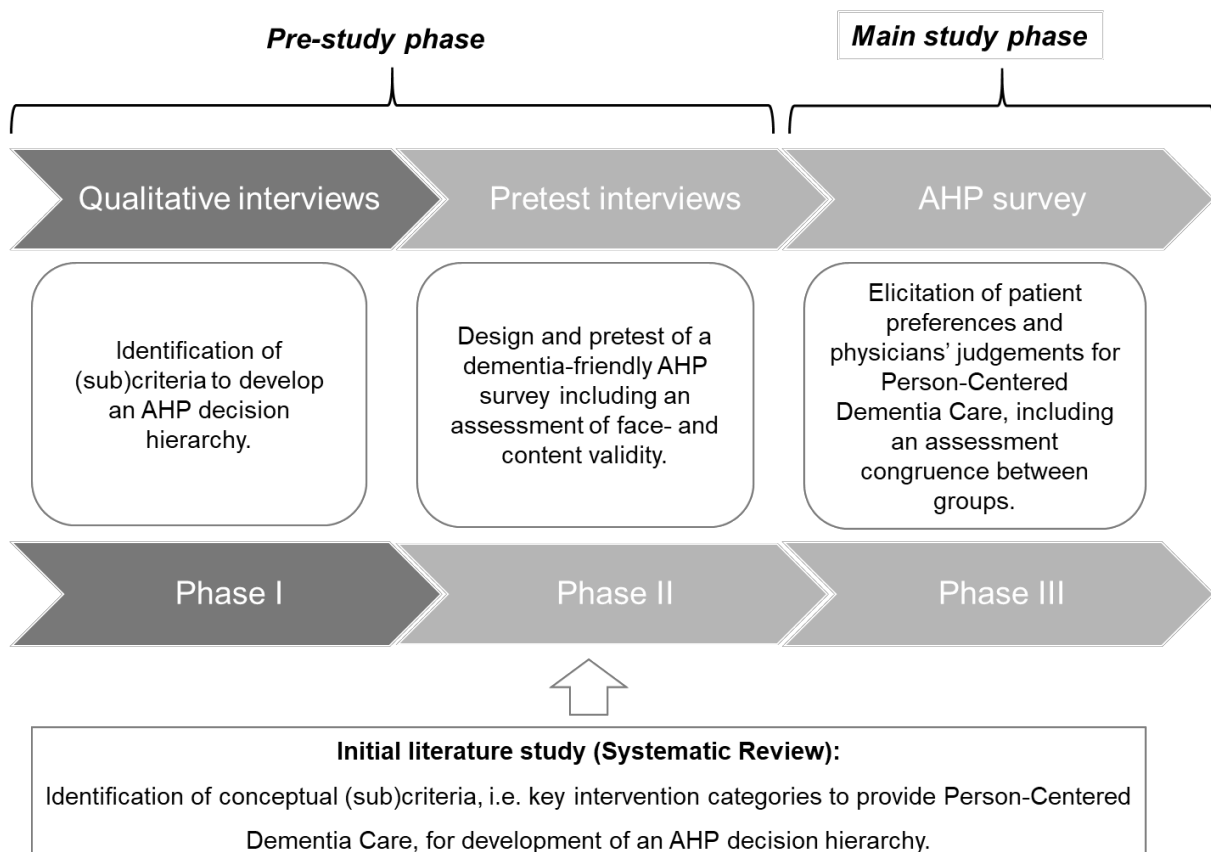 Pre-study phase
Main study phase
Qualitative interviews
Pretest interviews
AHP survey
Identification of
(sub)criteria to develop
an AHP decision
hierarchy.
Design and pretest of a
dementia-friendly AHP
survey including an
assessment of face- and
content validity.
Elicitation of patient
preferences and
physicians’ judgements for
Person-Centered
Dementia Care, including
an assessment
congruence between
groups.
Phase I
Phase II
Phase III
Initial literature study (Systematic Review):
Identification of conceptual (sub)criteria, i.e. key intervention categories to provide Person-Centered
Dementia Care, for development of an AHP decision hierarchy.